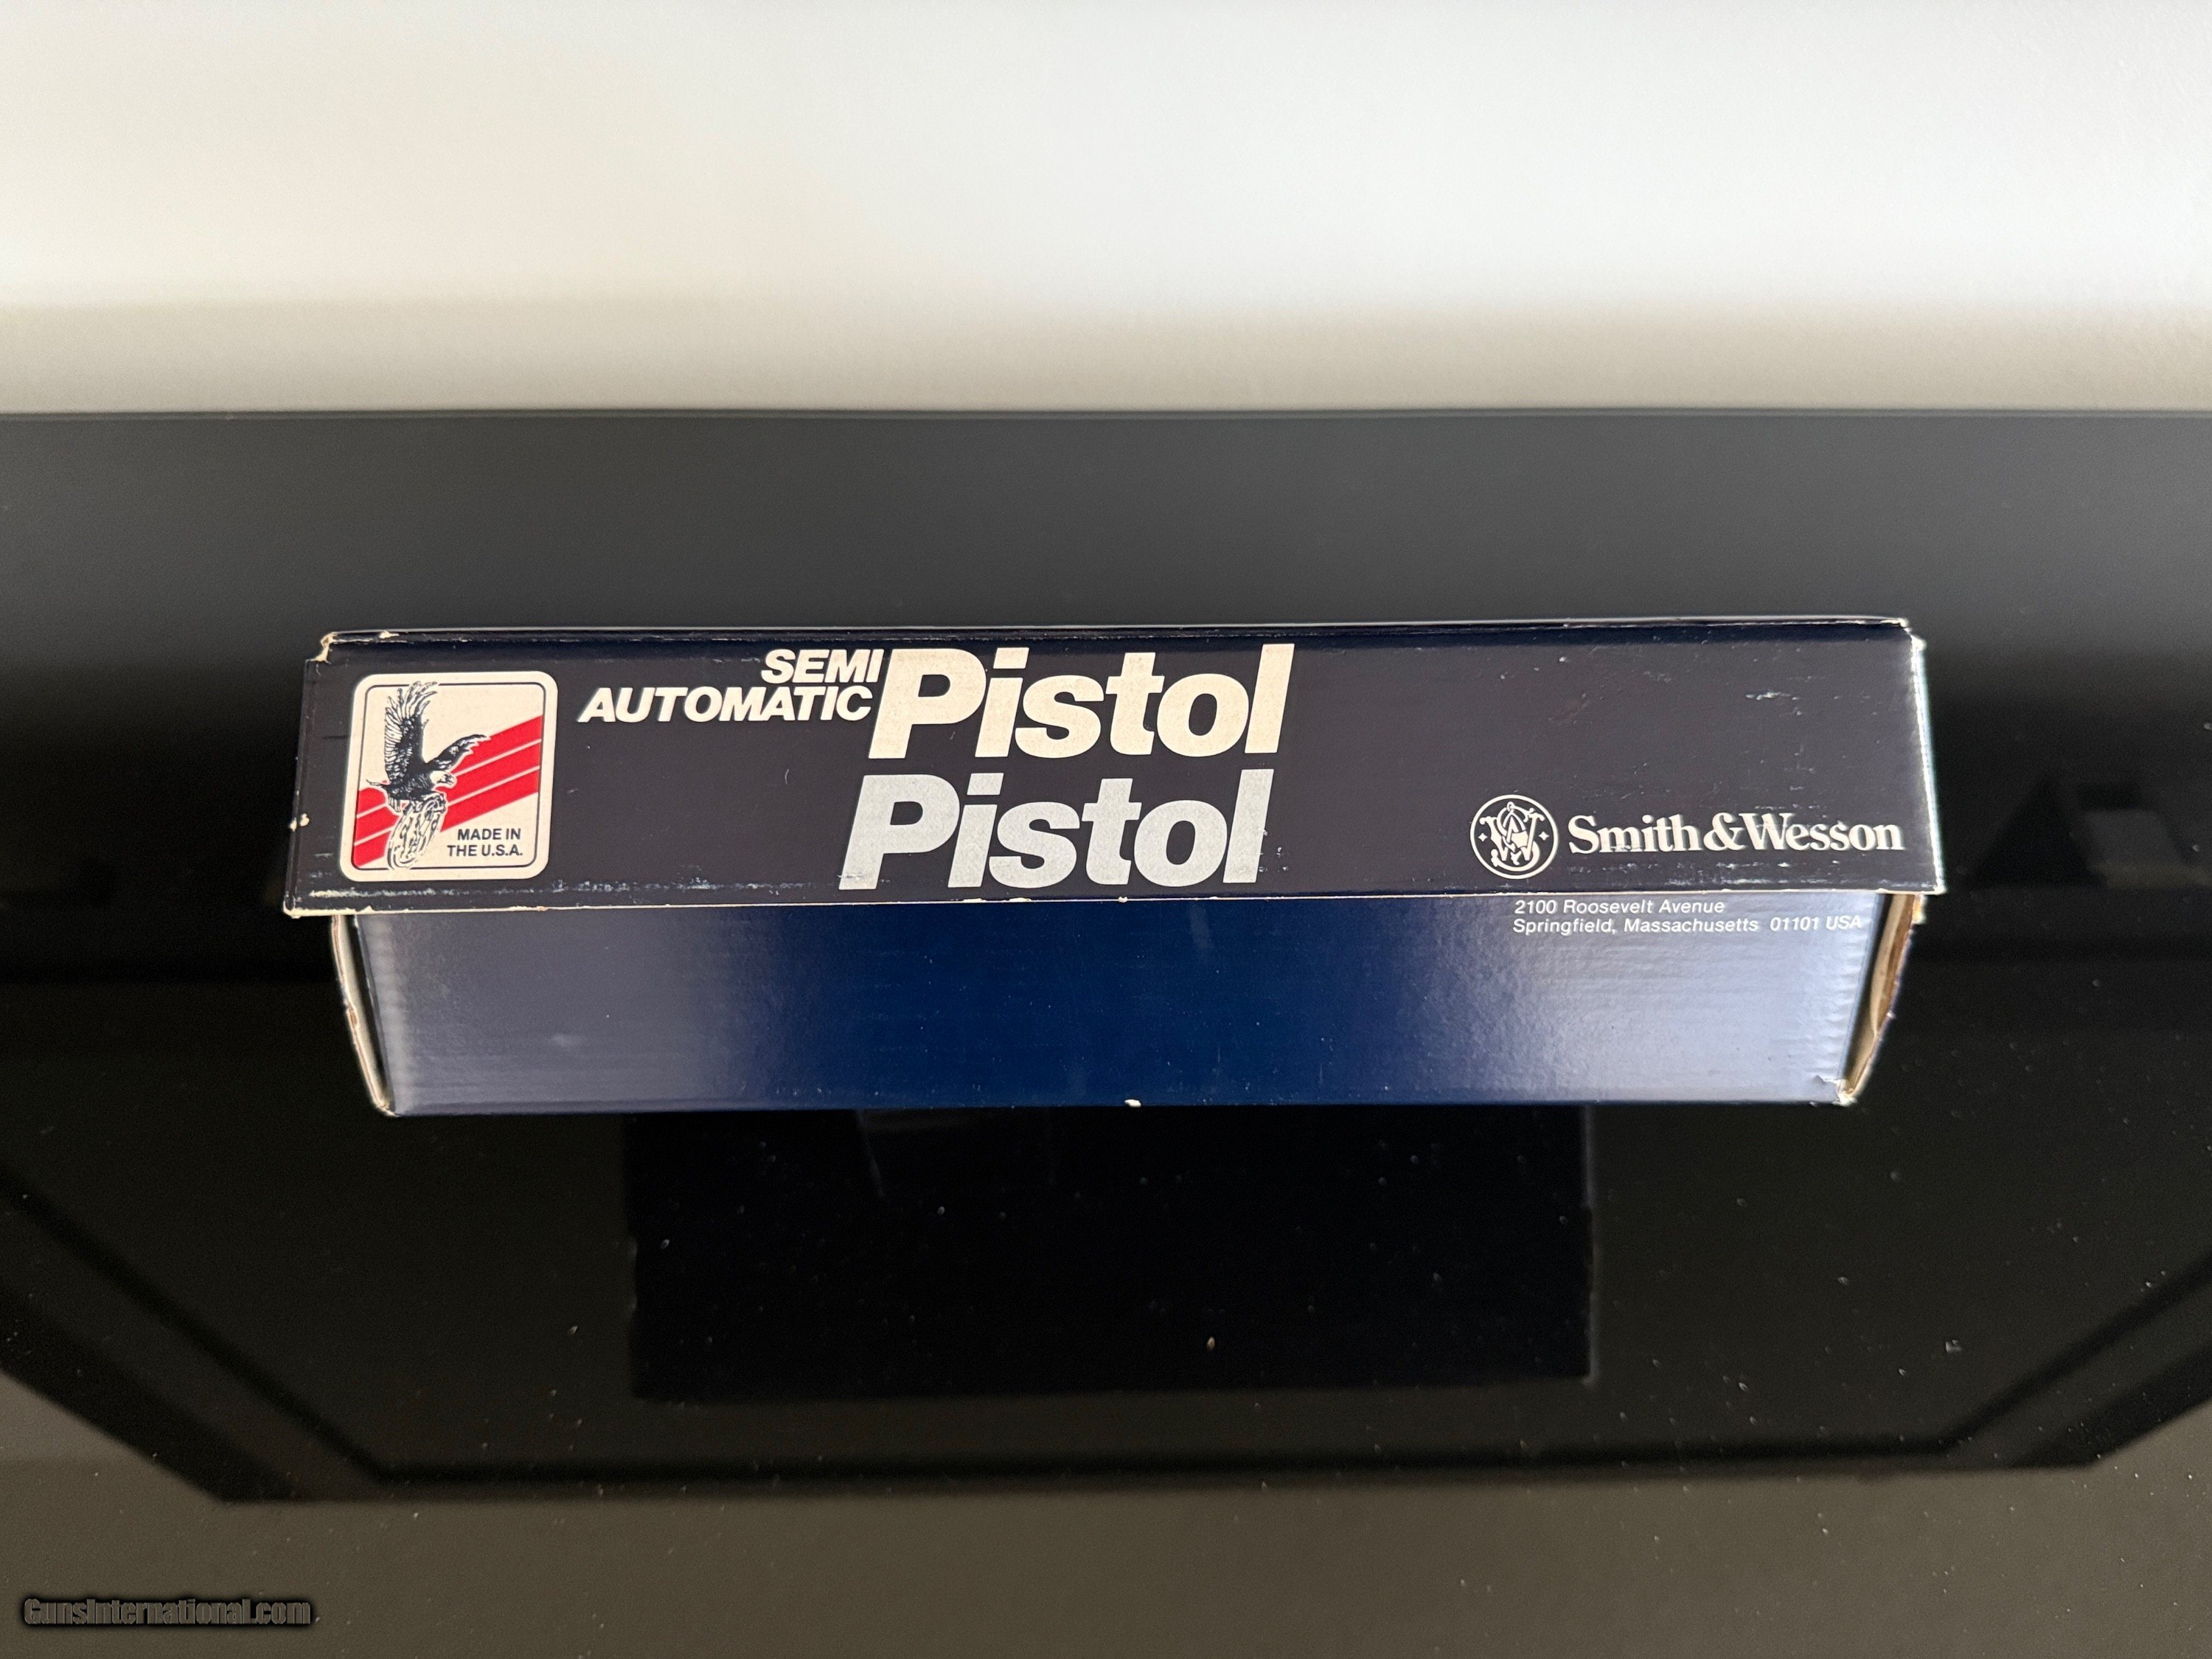 SEMI
AUTOMATIC Pistol
Pistol
MADE IN
THE U.S.A.
Smith & Wesson
2100 Roosevelt Avenue
Springfield, Massachusetts 01101 USA
GunsInternational.com